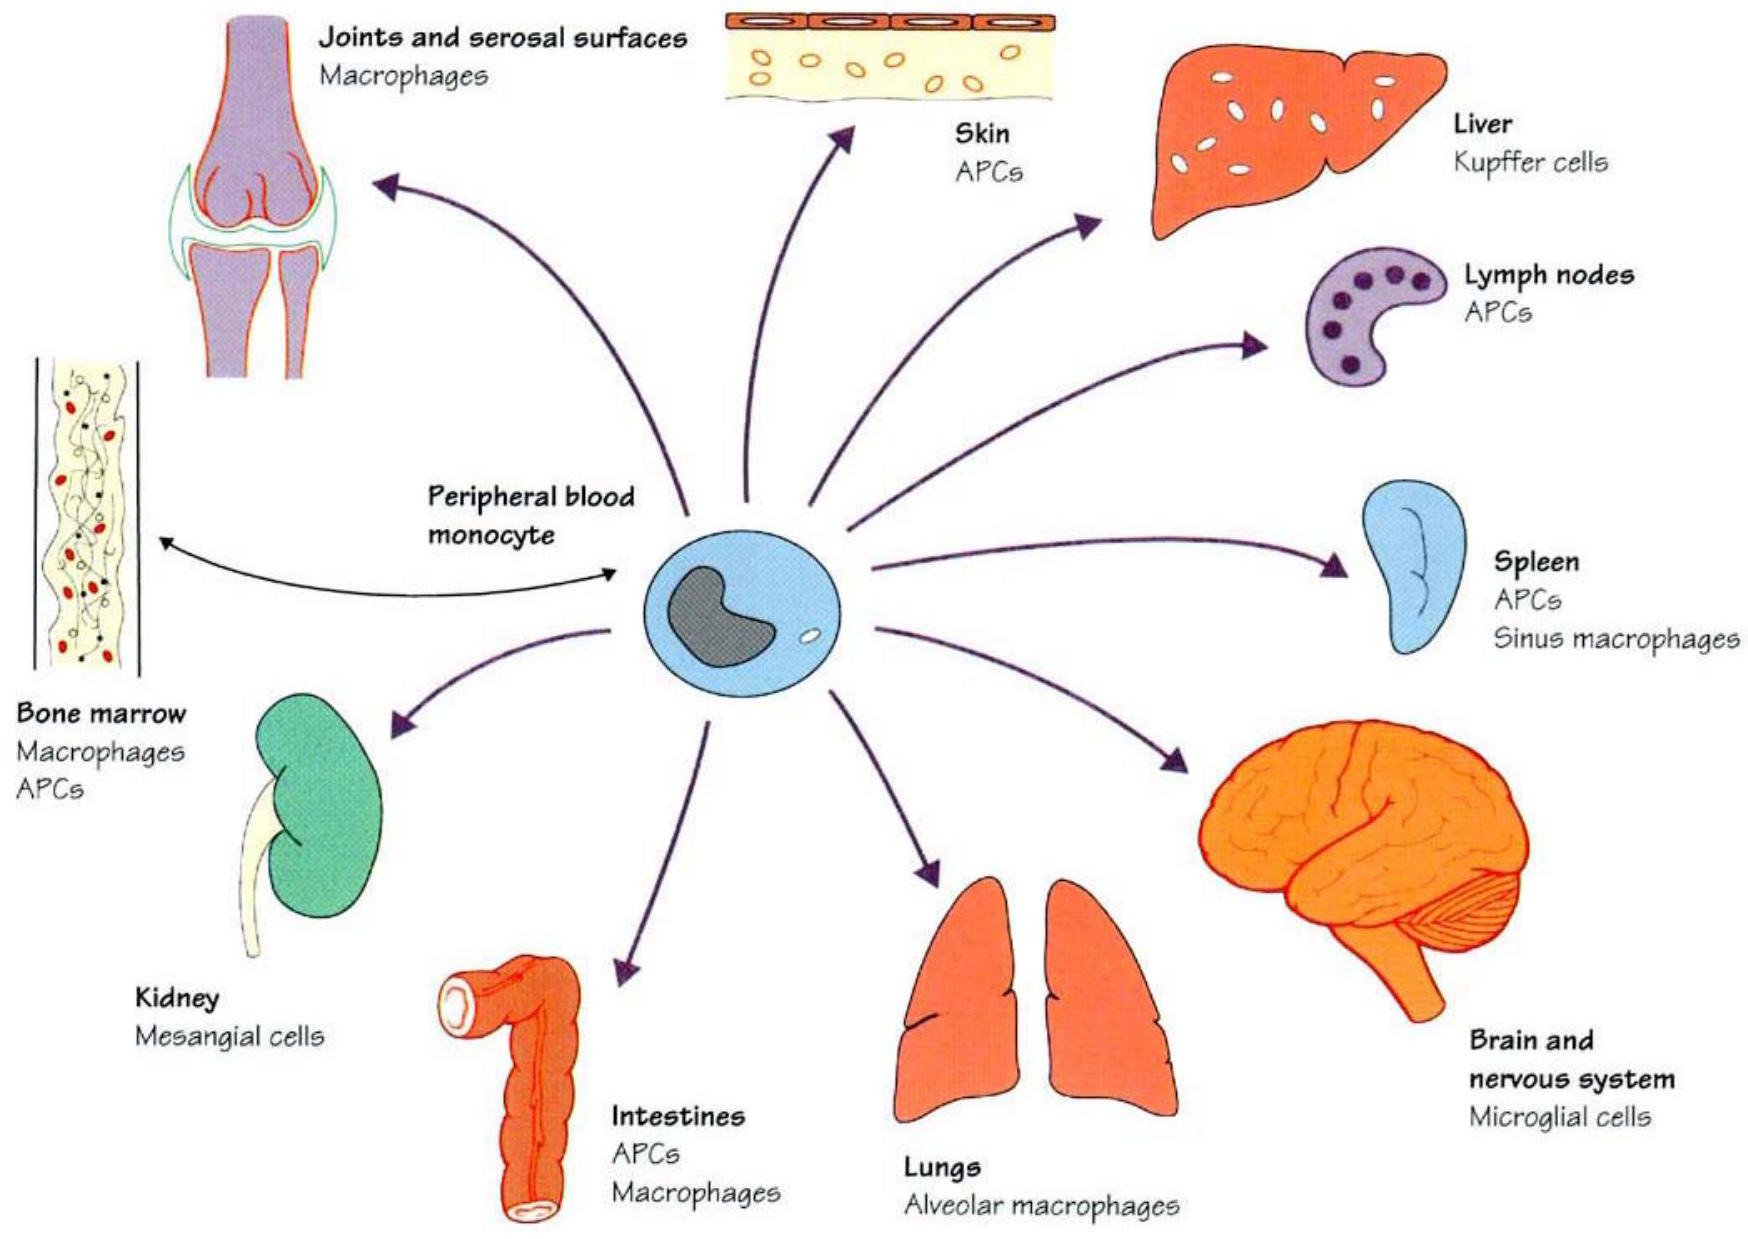 Joints and serosal surfaces
Macrophages
Skin
APCs
Liver
Kupffer cells
Lymph nodes
APCs
Peripheral blood
monocyte
Spleen
APCs
Sinus macrophages
Bone marrow
Macrophages
APCs
Kidney
Mesangial cells
Intestines
APCs
Macrophages
Lungs
Alveolar macrophages
Brain and
nervous system
Microglial cells